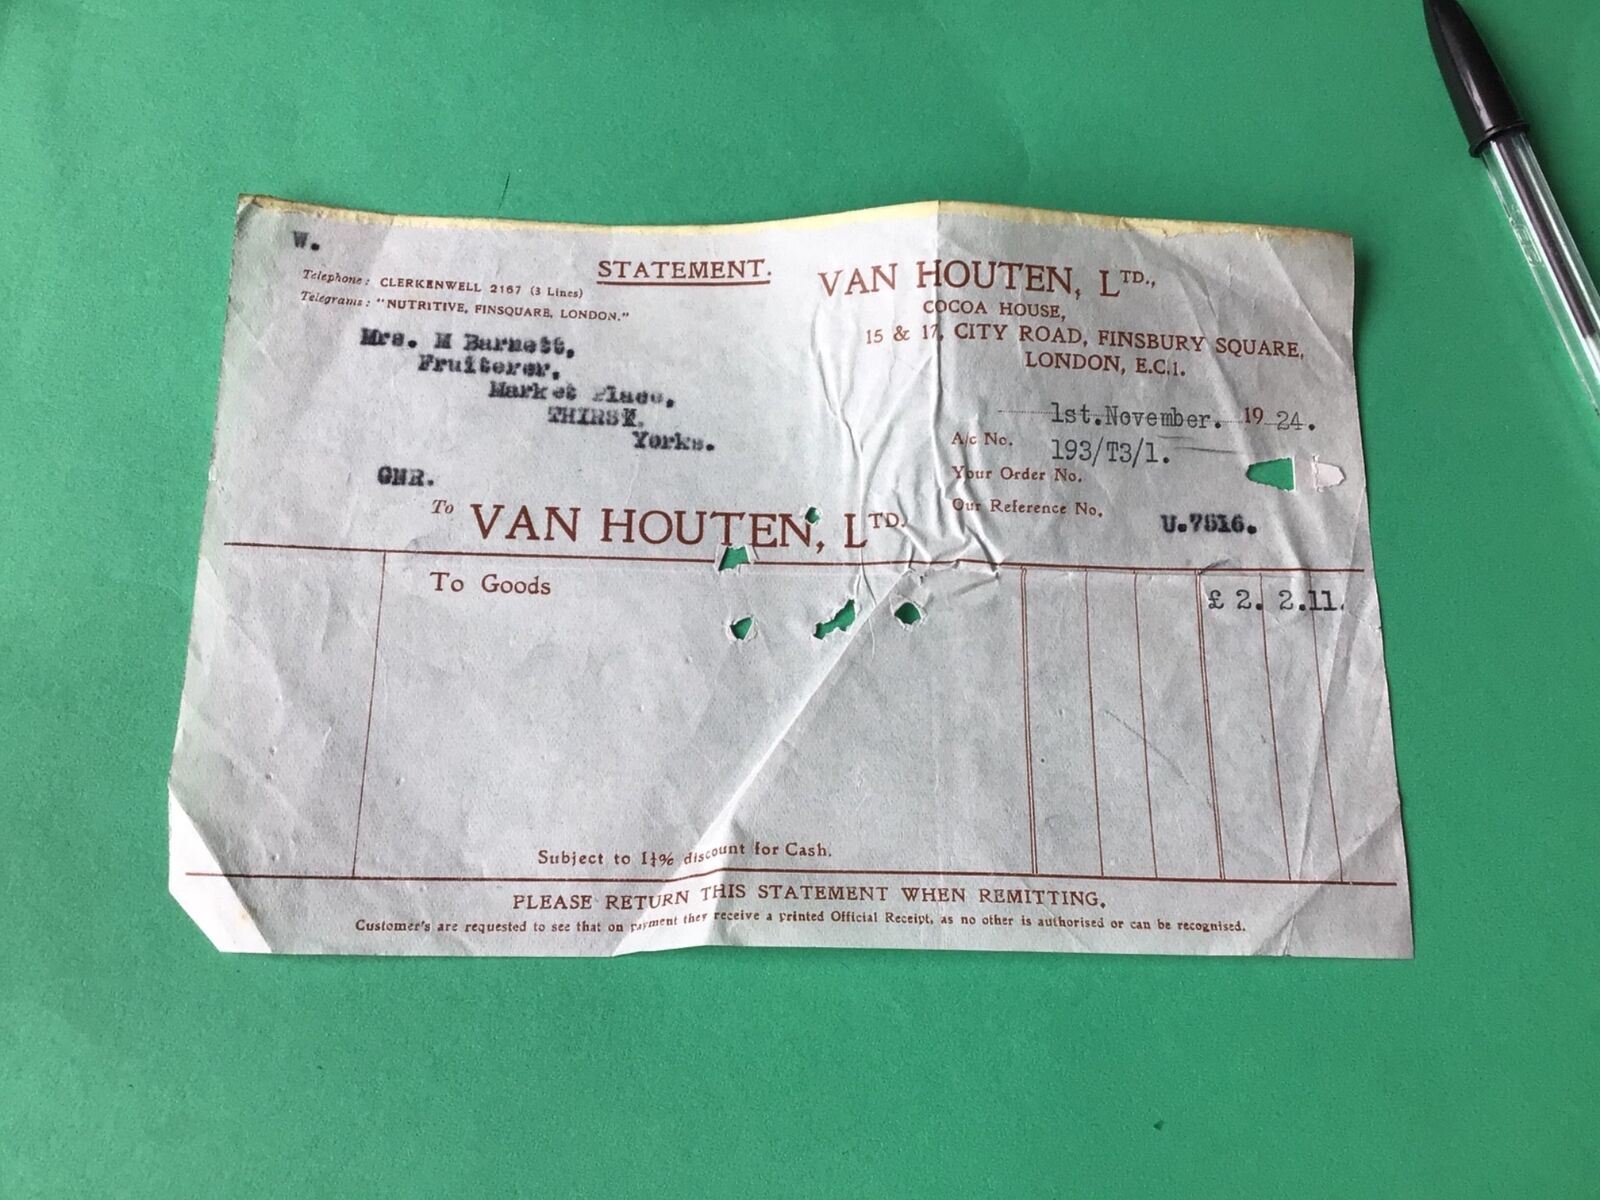 W.
Telephone: CLERKENWELL 2167 (3 Lines)
Telegrams: "NUTRITIVE, FINSQUARE, LONDON."
STATEMENT.
VAN HOUTEN, LTD.,
COCOA HOUSE,
15 & 17, CITY ROAD, FINSBURY SQUARE,
LONDON, E.C.1.
Mrs. M Barnett,
Fruiterer,
Market Place,
THIRSK.
Yorks.
GHR.
1st. November. 1924.
A/c No. 193/T3/1.
Your Order No.
Our Reference No. U.7516.
To VAN HOUTEN, LTD.
To Goods £ 2. 2.11.
Subject to 1¼% discount for Cash.
PLEASE RETURN THIS STATEMENT WHEN REMITTING.
Customer's are requested to see that on payment they receive a printed Official Receipt, as no other is authorised or can be recognised.